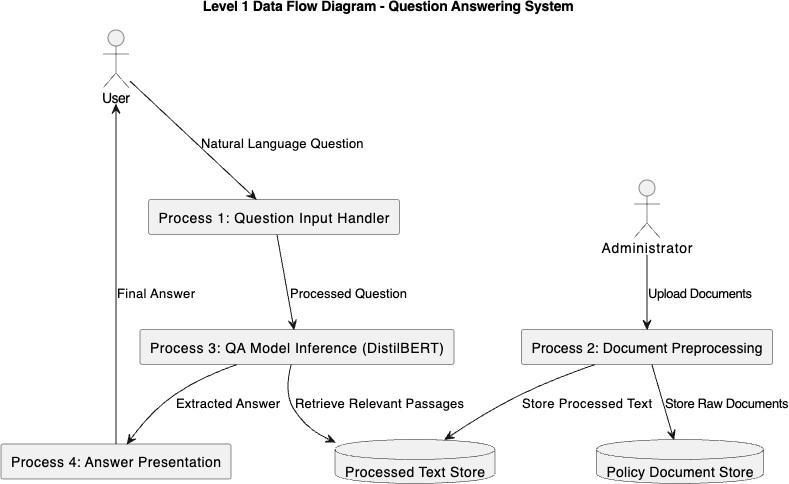 Level 1 Data Flow Diagram - Question Answering System
User
Natural Language Question
Process 1: Question Input Handler
Administrator
Final Answer
Processed Question
Upload Documents
Process 3: QA Model Inference (DistilBERT)
Process 2: Document Preprocessing
Extracted Answer
Retrieve Relevant Passages
Store Processed Text
Store Raw Documents
Process 4: Answer Presentation
Processed Text Store
Policy Document Store